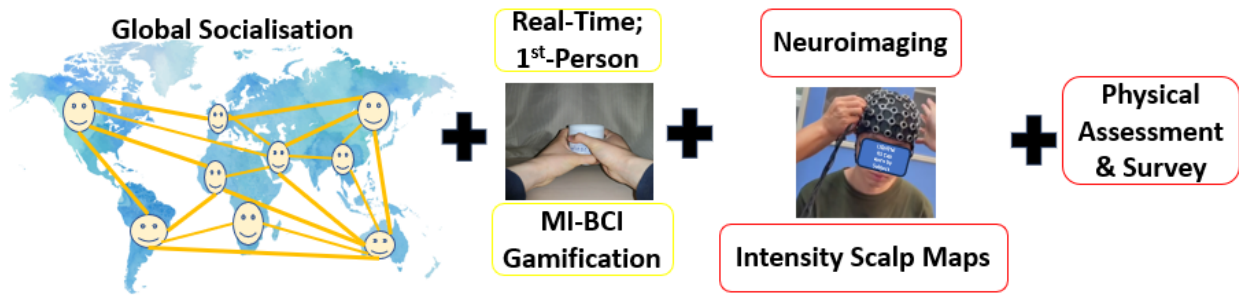 Global Socialisation
Real-Time;
1st-Person
MI-BCI
Gamification
Neuroimaging
Intensity Scalp Maps
Physical
Assessment
& Survey